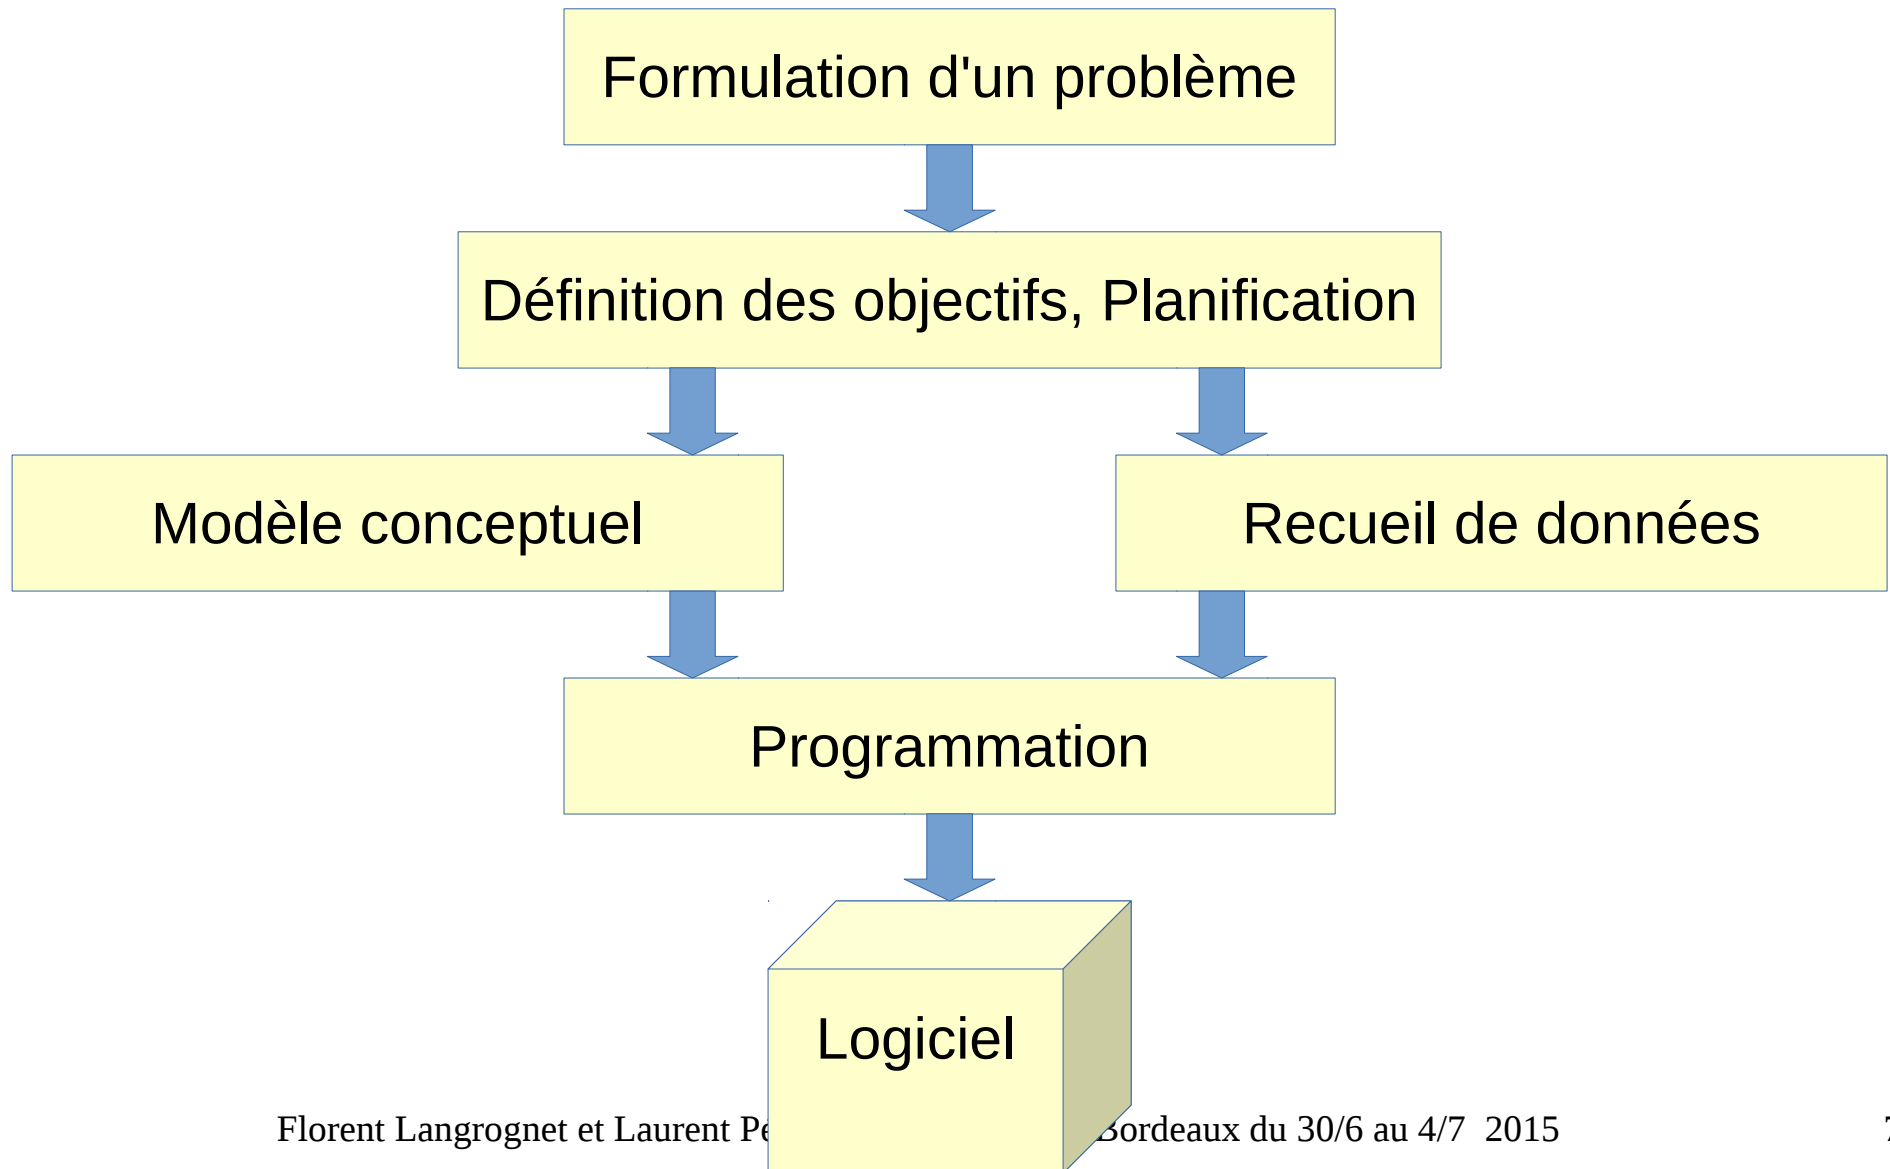 Formulation d'un problème
Définition des objectifs, Planification
Modèle conceptuel
Recueil de données
Programmation
Logiciel
Florent Langrognet et Laurent Bordeaux du 30/6 au 4/7 2015